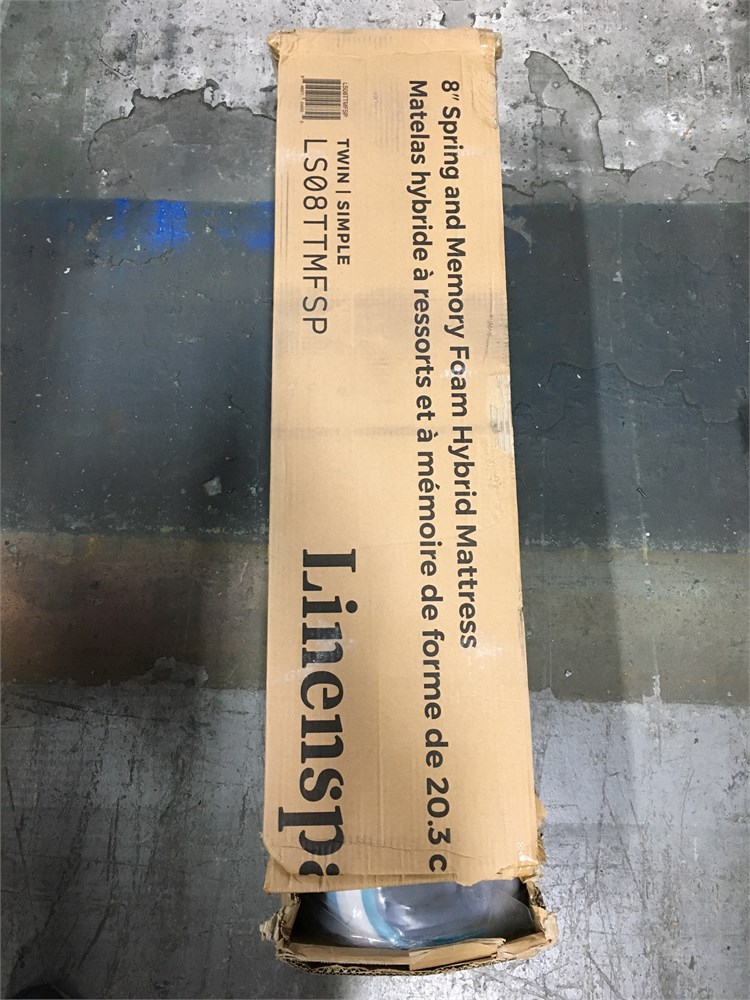 8" Spring and Memory Foam Hybrid Mattress
Matelas hybride à ressorts et à mémoire de forme de 20.3 c
LS08TTMFSP
TWIN | SIMPLE
LS08TTMFSP
Linensp